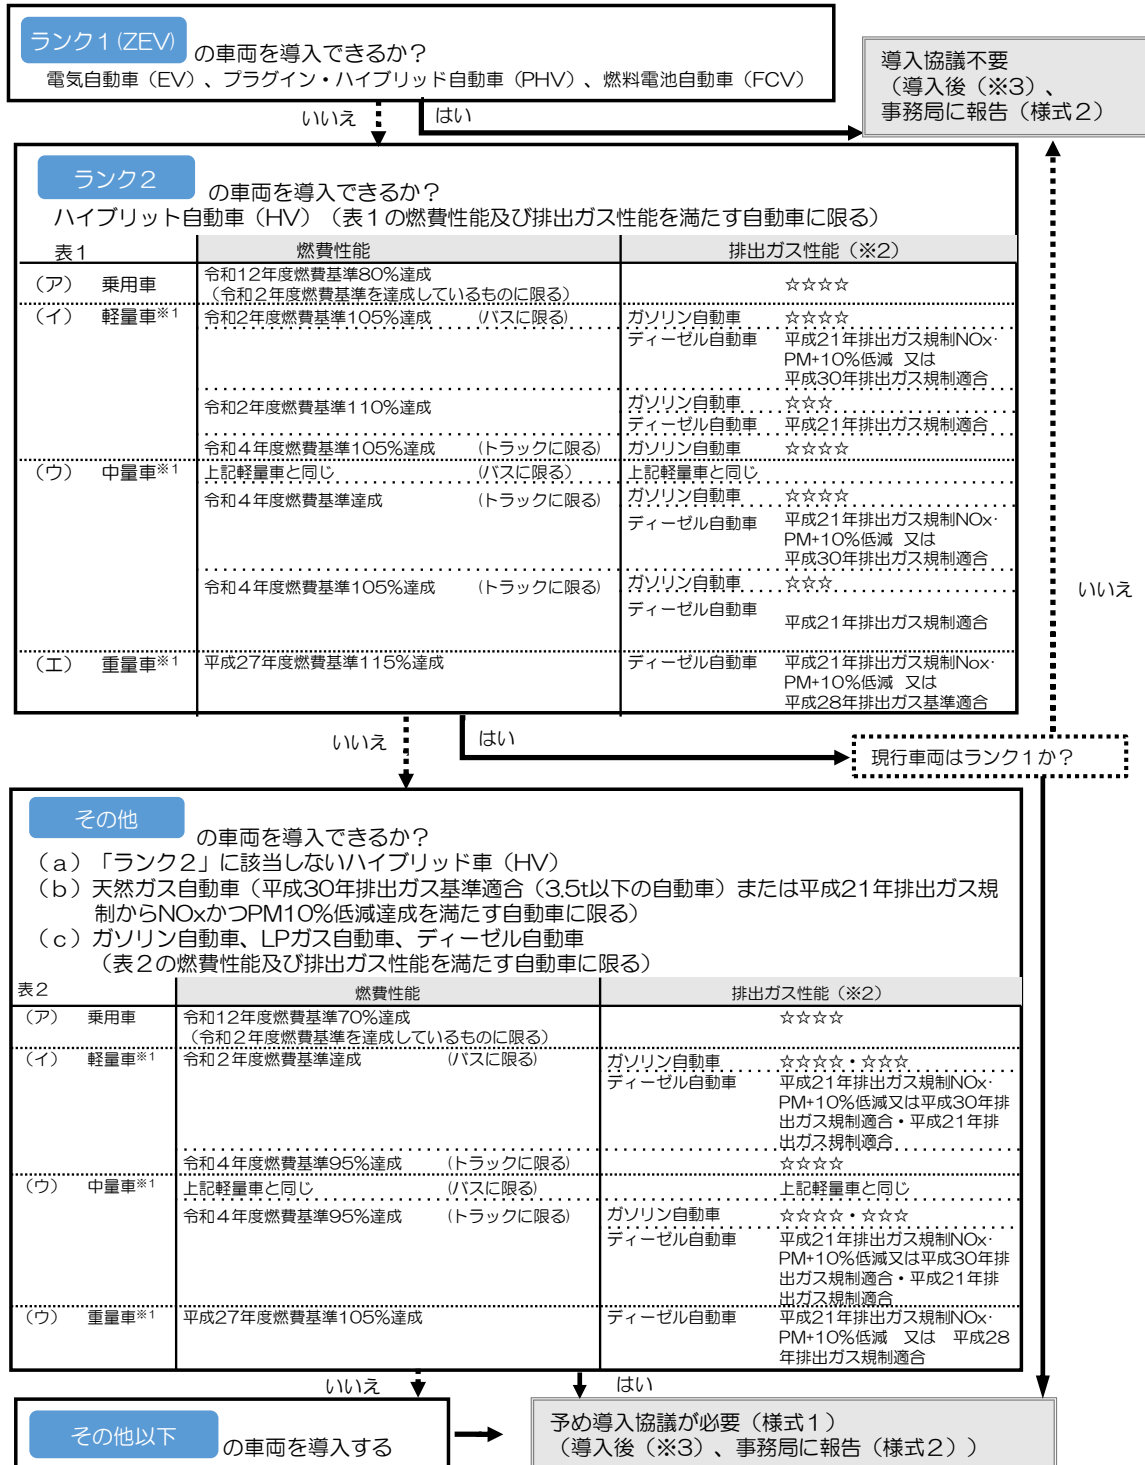 ランク1(ZEV) の車両を導入できるか？
電気自動車（EV）、プラグイン・ハイブリッド自動車（PHV）、燃料電池自動車（FCV）
導入協議不要
（導入後（※3）、
事務局に報告（様式2）
いいえ はい
ランク2 の車両を導入できるか？
ハイブリット自動車（HV）（表1の燃費性能及び排出ガス性能を満たす自動車に限る）
表1 燃費性能 排出ガス性能（※2）
（ア） 乗用車 令和12年度燃費基準80%達成
（令和2年度燃費基準を達成しているものに限る） ☆☆☆☆
（イ） 軽量車※1 令和2年度燃費基準105%達成 (バスに限る) ガソリン自動車 ☆☆☆☆
ディーゼル自動車 平成21年排出ガス規制NOx･
PM+10%低減 又は
平成30年排出ガス規制適合
令和2年度燃費基準110%達成 ガソリン自動車 ☆☆☆
ディーゼル自動車 平成21年排出ガス規制適合
令和4年度燃費基準105%達成 (トラックに限る) ガソリン自動車 ☆☆☆☆
（ウ） 中量車※1 上記軽量車と同じ (バスに限る） 上記軽量車と同じ
令和4年度燃費基準達成 (トラックに限る) ガソリン自動車 ☆☆☆☆
ディーゼル自動車 平成21年排出ガス規制NOx･
PM+10%低減 又は
平成30年排出ガス規制適合
令和4年度燃費基準105%達成 (トラックに限る) ガソリン自動車 ☆☆☆
ディーゼル自動車
平成21年排出ガス規制適合
いいえ
（エ） 重量車※1 平成27年度燃費基準115%達成 ディーゼル自動車 平成21年排出ガス規制Nox･
PM+10%低減 又は
平成28年排出ガス基準適合
いいえ はい
現行車両はランク1か？
その他 の車両を導入できるか？
（a）「ランク2」に該当しないハイブリッド車（HV）
（b）天然ガス自動車（平成30年排出ガス基準適合（3.5t以下の自動車）または平成21年排出ガス規
制からNOxかつPM10%低減達成を満たす自動車に限る）
（c）ガソリン自動車、LPガス自動車、ディーゼル自動車
（表2の燃費性能及び排出ガス性能を満たす自動車に限る）
表2 燃費性能 排出ガス性能（※2）
（ア） 乗用車 令和12年度燃費基準70%達成 ☆☆☆☆
（令和2年度燃費基準を達成しているものに限る）
（イ） 軽量車※1 令和2年度燃費基準達成 (バスに限る) ガソリン自動車 ☆☆☆☆・☆☆☆
ディーゼル自動車 平成21年排出ガス規制NOx･
PM+10%低減又は平成30年排
出ガス規制適合・平成21年排
出ガス規制適合
令和4年度燃費基準95%達成 (トラックに限る) ☆☆☆☆
（ウ） 中量車※1 上記軽量車と同じ (バスに限る) 上記軽量車と同じ
令和4年度燃費基準95%達成 (トラックに限る) ガソリン自動車 ☆☆☆☆・☆☆☆
ディーゼル自動車 平成21年排出ガス規制NOx･
PM+10%低減又は平成30年排
出ガス規制適合・平成21年排
出ガス規制適合
（ウ） 重量車※1 平成27年度燃費基準105%達成 ディーゼル自動車 平成21年排出ガス規制NOx･
PM+10%低減 又は 平成28
年排出ガス規制適合
いいえ はい
その他以下 の車両を導入する
予め導入協議が必要（様式1）
（導入後（※3）、事務局に報告（様式2））